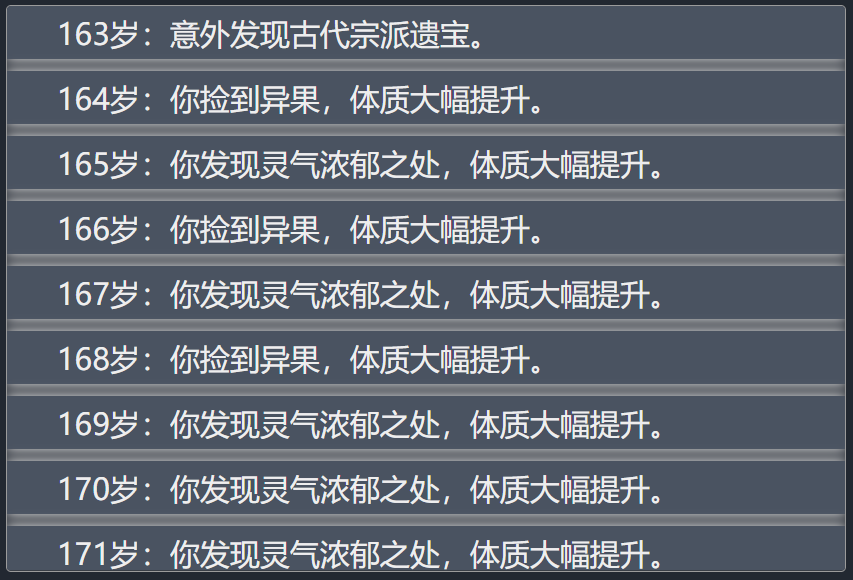 163岁：意外发现古代宗派遗宝。
164岁：你捡到异果，体质大幅提升。
165岁：你发现灵气浓郁之处，体质大幅提升。
166岁：你捡到异果，体质大幅提升。
167岁：你发现灵气浓郁之处，体质大幅提升。
168岁：你捡到异果，体质大幅提升。
169岁：你发现灵气浓郁之处，体质大幅提升。
170岁：你发现灵气浓郁之处，体质大幅提升。
171岁：你发现灵气浓郁之处，体质大幅提升。